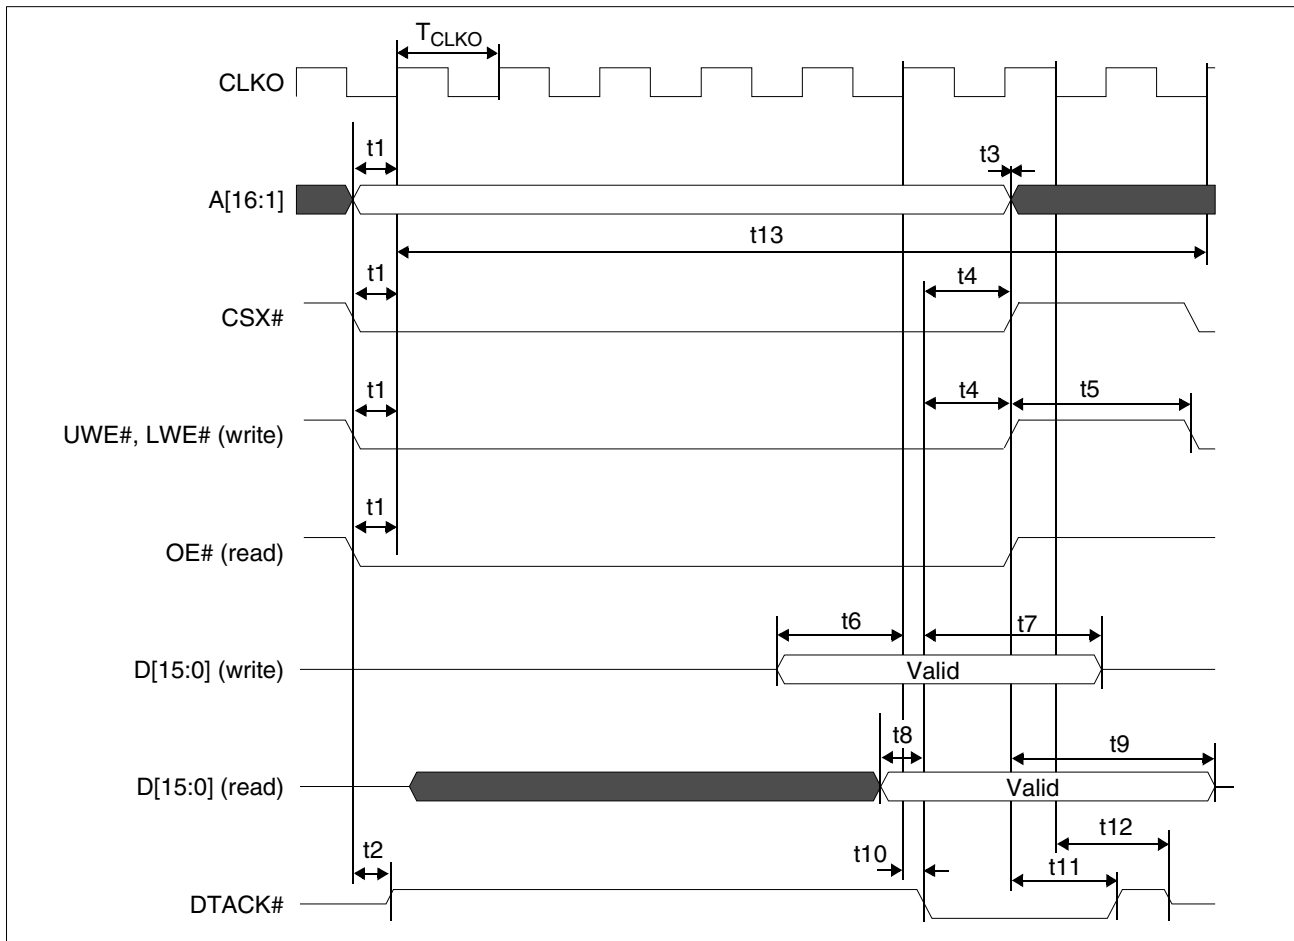 TCLKO
CLKO
t1
t3
A[16:1]
t13
t1
t4
CSX#
t1
t4
t5
UWE#, LWE# (write)
t1
OE# (read)
t6
t7
D[15:0] (write)
Valid
t8
t9
D[15:0] (read)
Valid
t2
t10
t12
t11
DTACK#